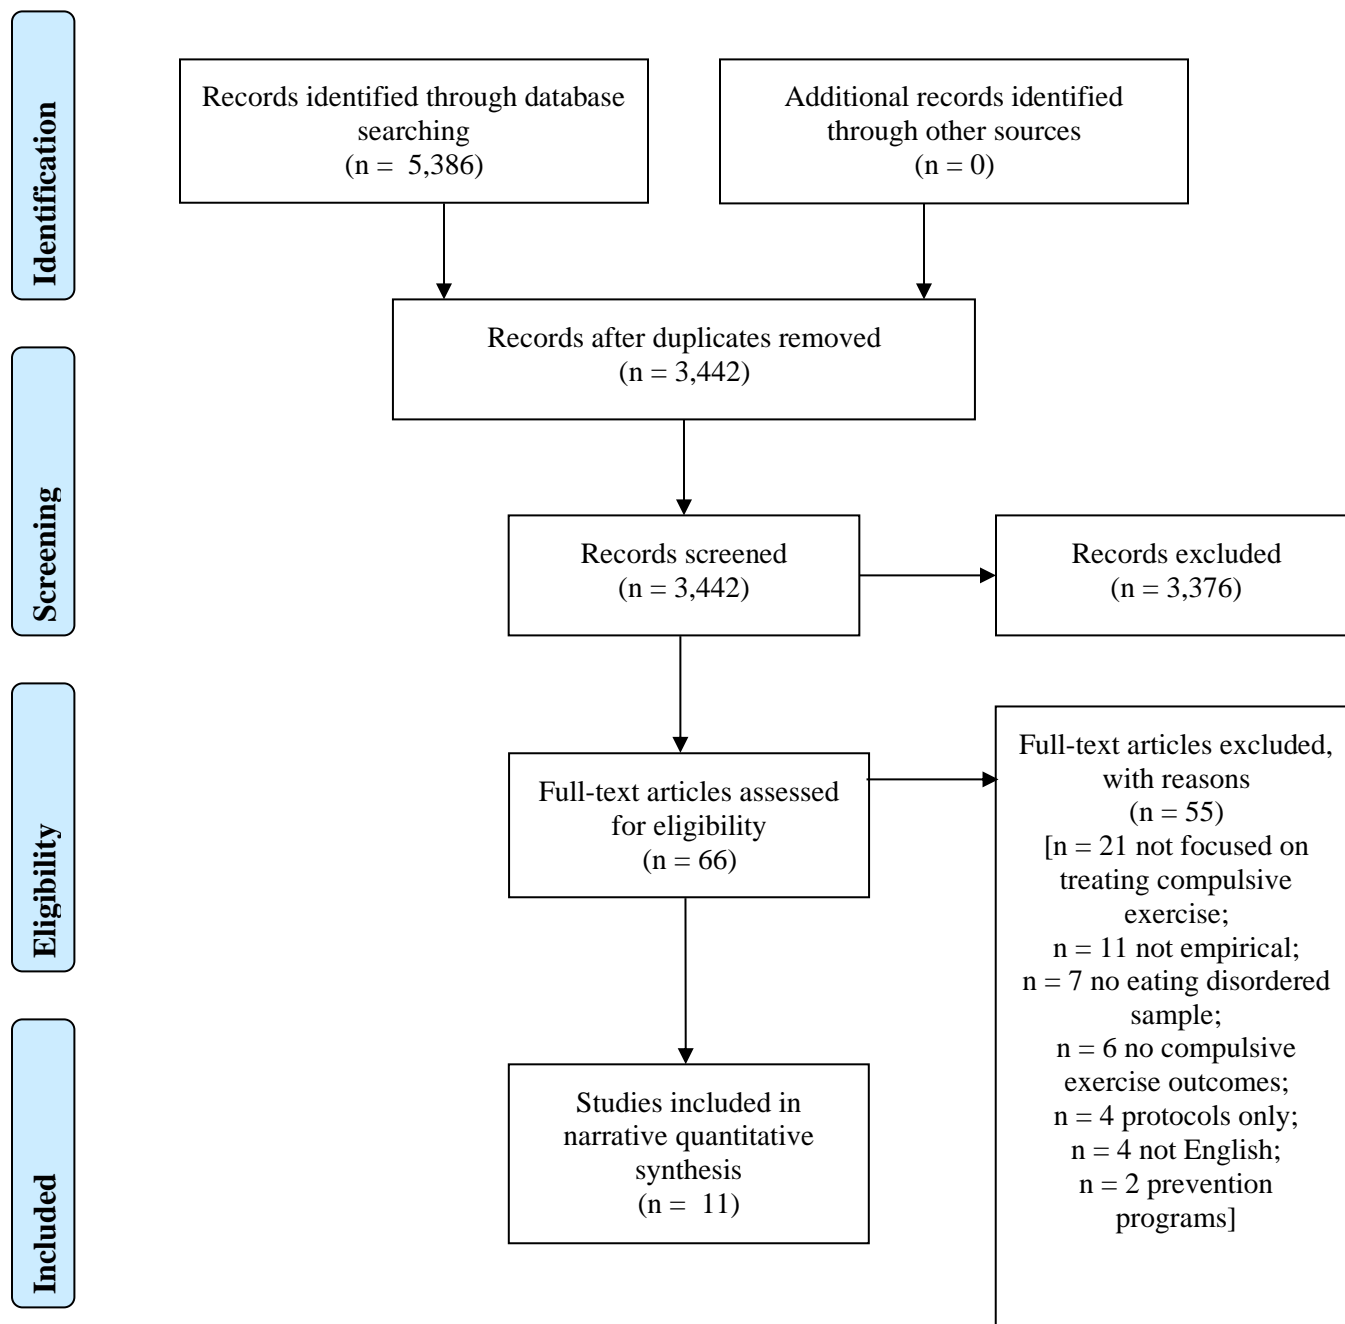 Identification
Records identified through database
searching
(n =  5,386)
Additional records identified
through other sources
(n = 0)
Records after duplicates removed
(n = 3,442)
Screening
Records screened
(n = 3,442)
Records excluded
(n = 3,376)
Eligibility
Full-text articles assessed
for eligibility
(n = 66)
Full-text articles excluded,
with reasons
(n = 55)
[n = 21 not focused on
treating compulsive
exercise;
n = 11 not empirical;
n = 7 no eating disordered
sample;
n = 6 no compulsive
exercise outcomes;
n = 4 protocols only;
n = 4 not English;
n = 2 prevention
programs]
Included
Studies included in
narrative quantitative
synthesis
(n =  11)